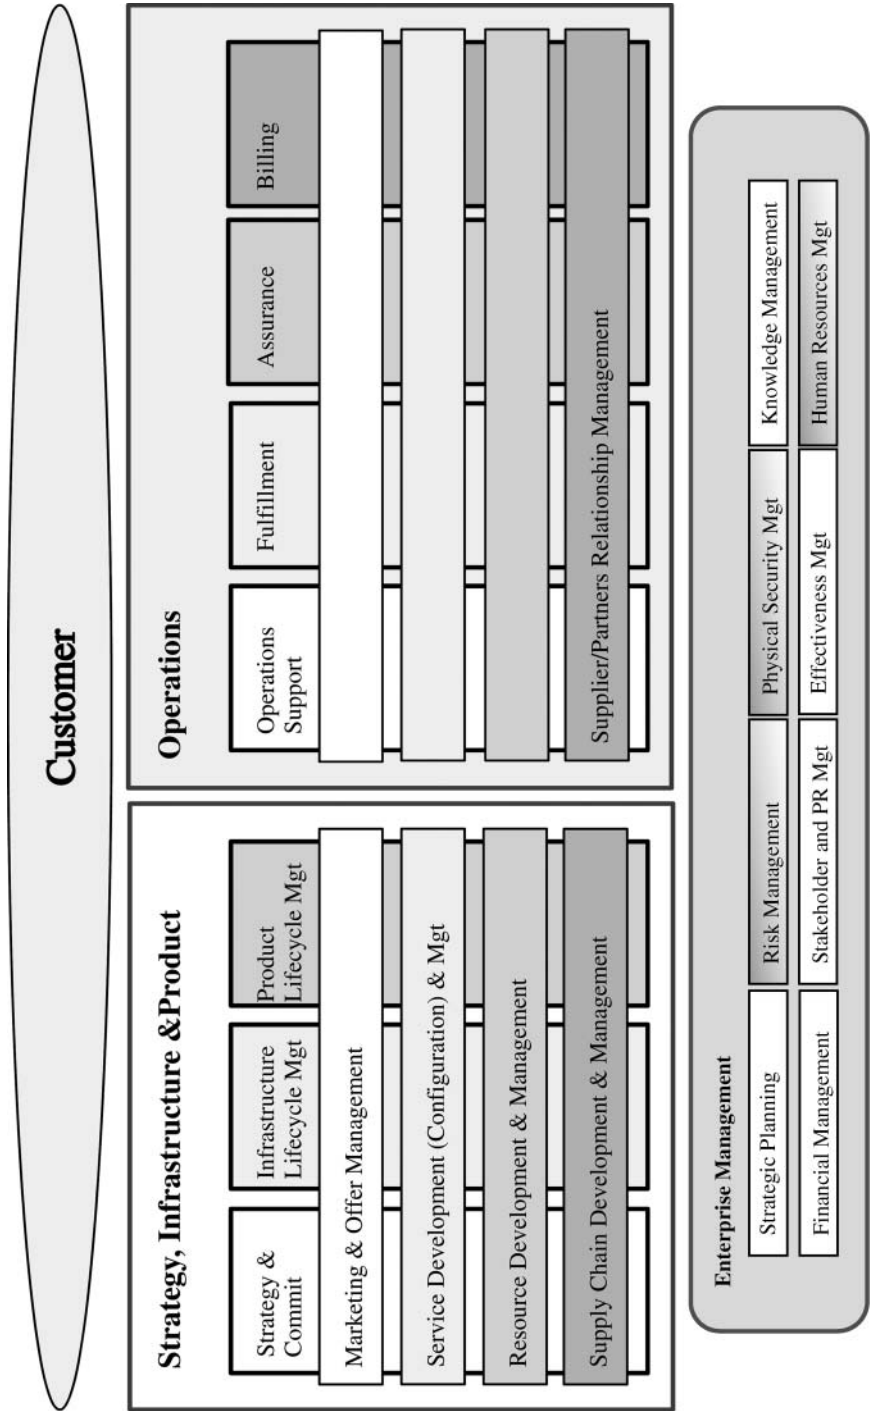 Customer
Strategy, Infrastructure &Product
Strategy &
Commit
Infrastructure
Lifecycle Mgt
Product
Lifecycle Mgt
Marketing & Offer Management
Service Development (Configuration) & Mgt
Resource Development & Management
Supply Chain Development & Management
Operations
Operations
Support
Fulfillment
Assurance
Billing
Supplier/Partners Relationship Management
Enterprise Management
Strategic Planning
Risk Management
Physical Security Mgt
Knowledge Management
Financial Management
Stakeholder and PR Mgt
Effectiveness Mgt
Human Resources Mgt